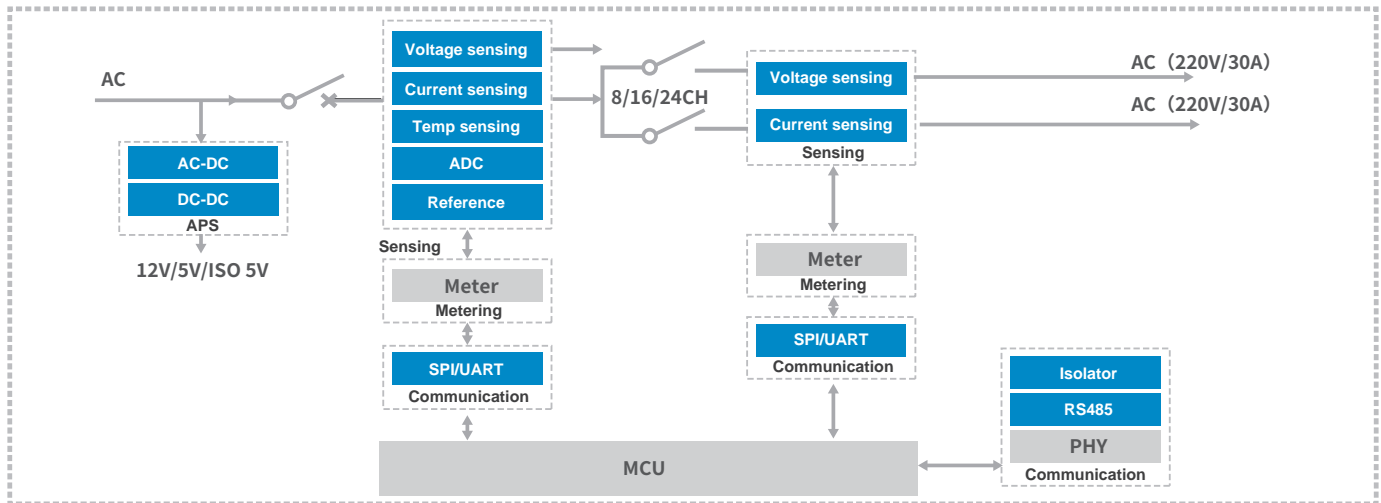 AC
AC-DC
DC-DC
APS
12V/5V/ISO 5V
Voltage sensing
Current sensing
Temp sensing
ADC
Reference
Sensing
Meter
Metering
SPI/UART
Communication
8/16/24CH
Voltage sensing
Current sensing
Sensing
Meter
Metering
SPI/UART
Communication
AC（220V/30A）
AC（220V/30A）
Isolator
RS485
PHY
Communication
MCU